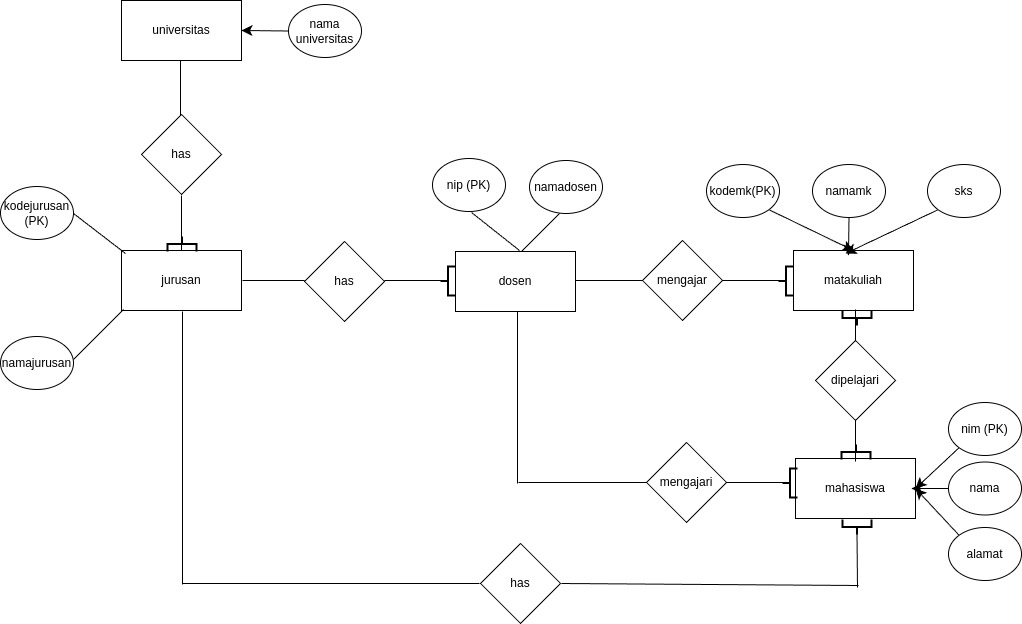 universitas
nama
universitas
has
kodejurusan
(PK)
jurusan
namajurusan
has
nip (PK)
namadosen
dosen
mengajar
kodemk(PK)
namamk
sks
matakuliah
dipelajari
mengajari
mahasiswa
nim (PK)
nama
alamat
has